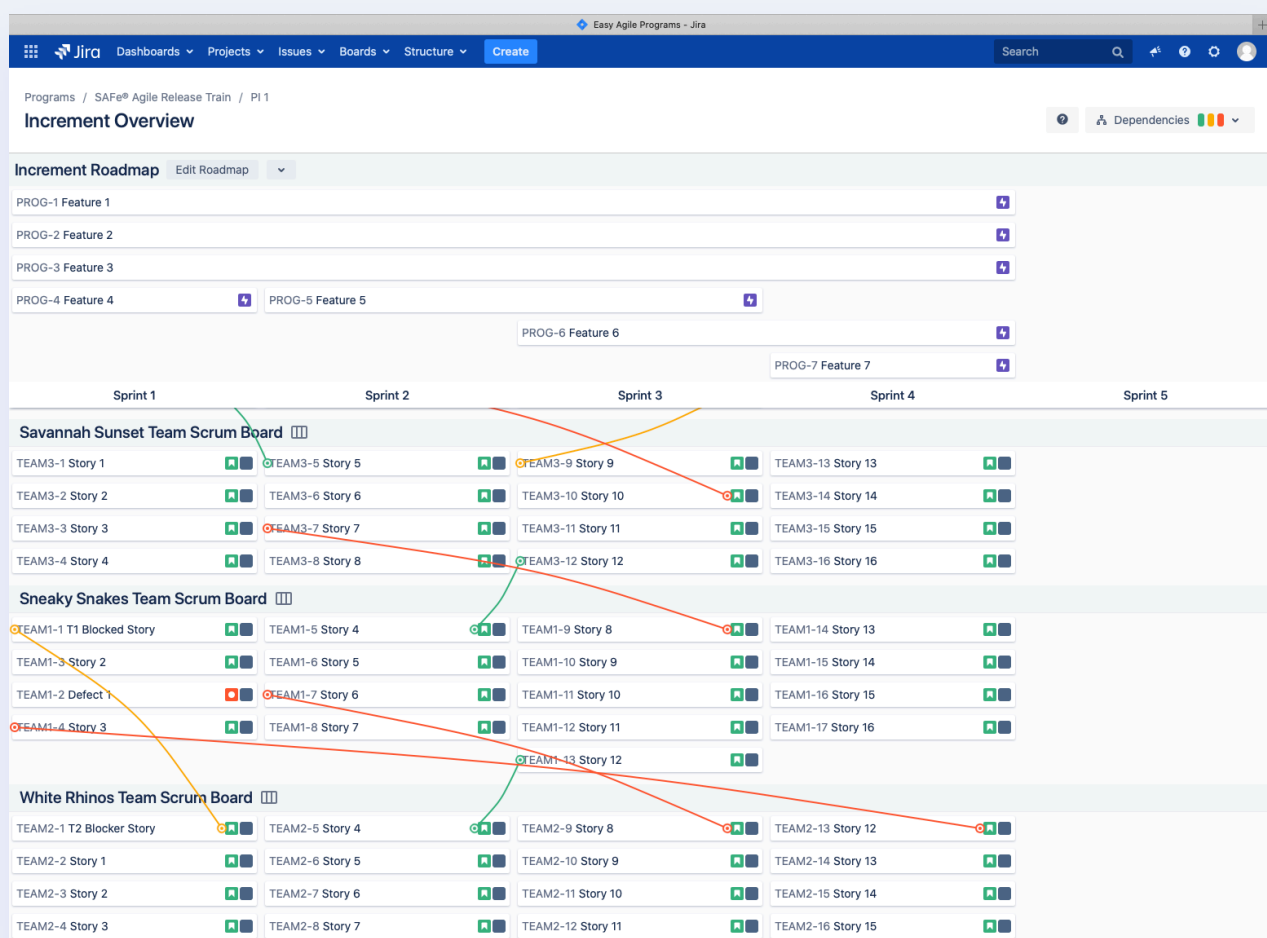 Easy Agile Programs - Jira
Jira Dashboards Projects Issues Boards Structure Create Search
Programs / SAFe® Agile Release Train / PI 1
Increment Overview
Dependencies
Increment Roadmap Edit Roadmap
PROG-1 Feature 1
PROG-2 Feature 2
PROG-3 Feature 3
PROG-4 Feature 4 PROG-5 Feature 5
PROG-6 Feature 6
PROG-7 Feature 7
Sprint 1 Sprint 2 Sprint 3 Sprint 4 Sprint 5
Savannah Sunset Team Scrum Board
TEAM3-1 Story 1 TEAM3-5 Story 5 TEAM3-9 Story 9 TEAM3-13 Story 13
TEAM3-2 Story 2 TEAM3-6 Story 6 TEAM3-10 Story 10 TEAM3-14 Story 14
TEAM3-3 Story 3 TEAM3-7 Story 7 TEAM3-11 Story 11 TEAM3-15 Story 15
TEAM3-4 Story 4 TEAM3-8 Story 8 TEAM3-12 Story 12 TEAM3-16 Story 16
Sneaky Snakes Team Scrum Board
TEAM1-1 T1 Blocked Story TEAM1-5 Story 4 TEAM1-9 Story 8 TEAM1-14 Story 13
TEAM1-3 Story 2 TEAM1-6 Story 5 TEAM1-10 Story 9 TEAM1-15 Story 14
TEAM1-2 Defect 1 TEAM1-7 Story 6 TEAM1-11 Story 10 TEAM1-16 Story 15
TEAM1-4 Story 3 TEAM1-8 Story 7 TEAM1-12 Story 11 TEAM1-17 Story 16
TEAM1-13 Story 12
White Rhinos Team Scrum Board
TEAM2-1 T2 Blocker Story TEAM2-5 Story 4 TEAM2-9 Story 8 TEAM2-13 Story 12
TEAM2-2 Story 1 TEAM2-6 Story 5 TEAM2-10 Story 9 TEAM2-14 Story 13
TEAM2-3 Story 2 TEAM2-7 Story 6 TEAM2-11 Story 10 TEAM2-15 Story 14
TEAM2-4 Story 3 TEAM2-8 Story 7 TEAM2-12 Story 11 TEAM2-16 Story 15